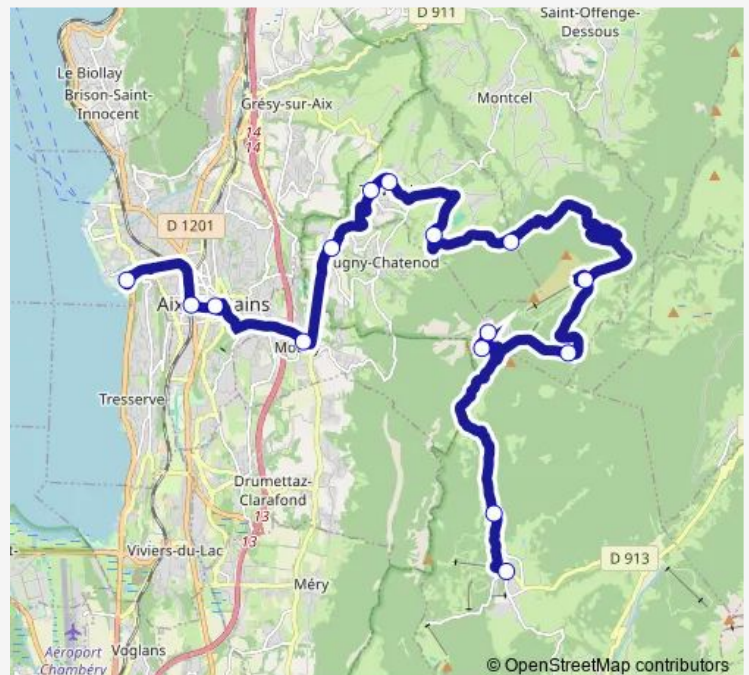 D 911
Saint-Offenge-
Dessous
Le Biollay
Brison-Saint-
Innocent
Grésy-sur-Aix
Montcel
14
14
D 1201
ugny-Chatenod
Aix
ains
Mo
Tresserve
Drumettaz-
Clarafond
13
13
Viviers-du-Lac
D 913
Méry
Voglans
Aéroport
Chambéry
© OpenStreetMap contributors